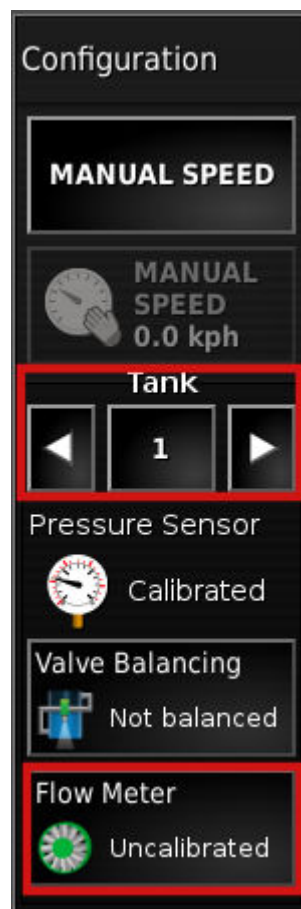 Configuration
MANUAL SPEED
MANUAL
SPEED
0.0 kph
Tank
1
Pressure Sensor
Calibrated
Valve Balancing
Not balanced
Flow Meter
Uncalibrated